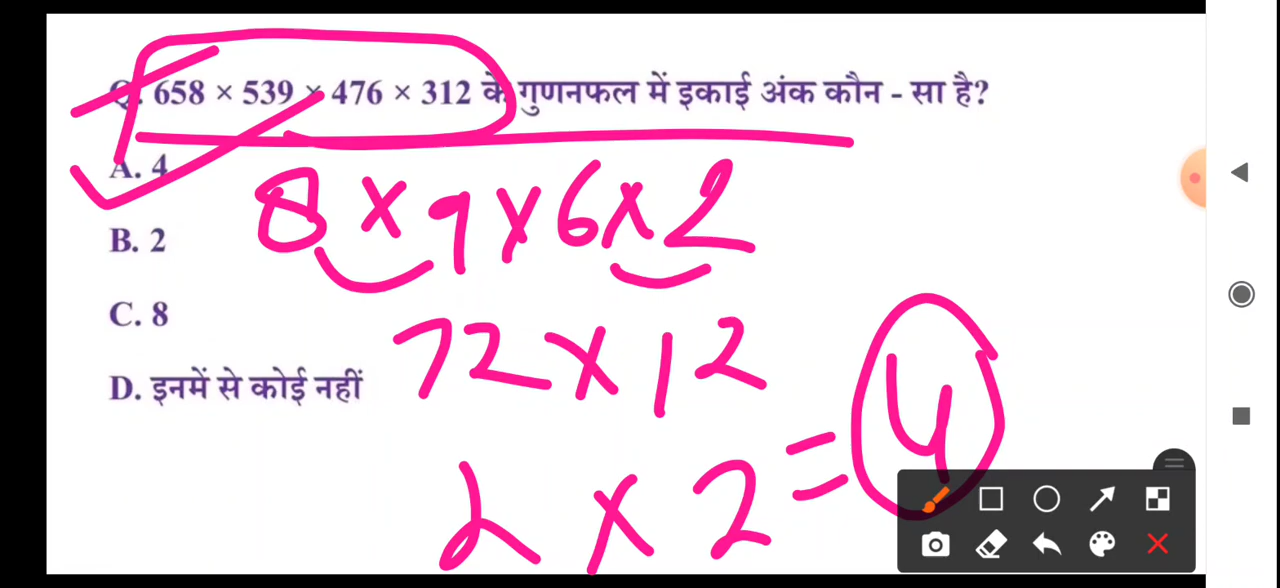 Q. 658 × 539 × 476 × 312 के गुणनफल में इकाई अंक कौन - सा है?
A. 4
8 × 9 × 6 × 2
B. 2
C. 8
72 × 12
D. इनमें से कोई नहीं
2 × 2 = 4